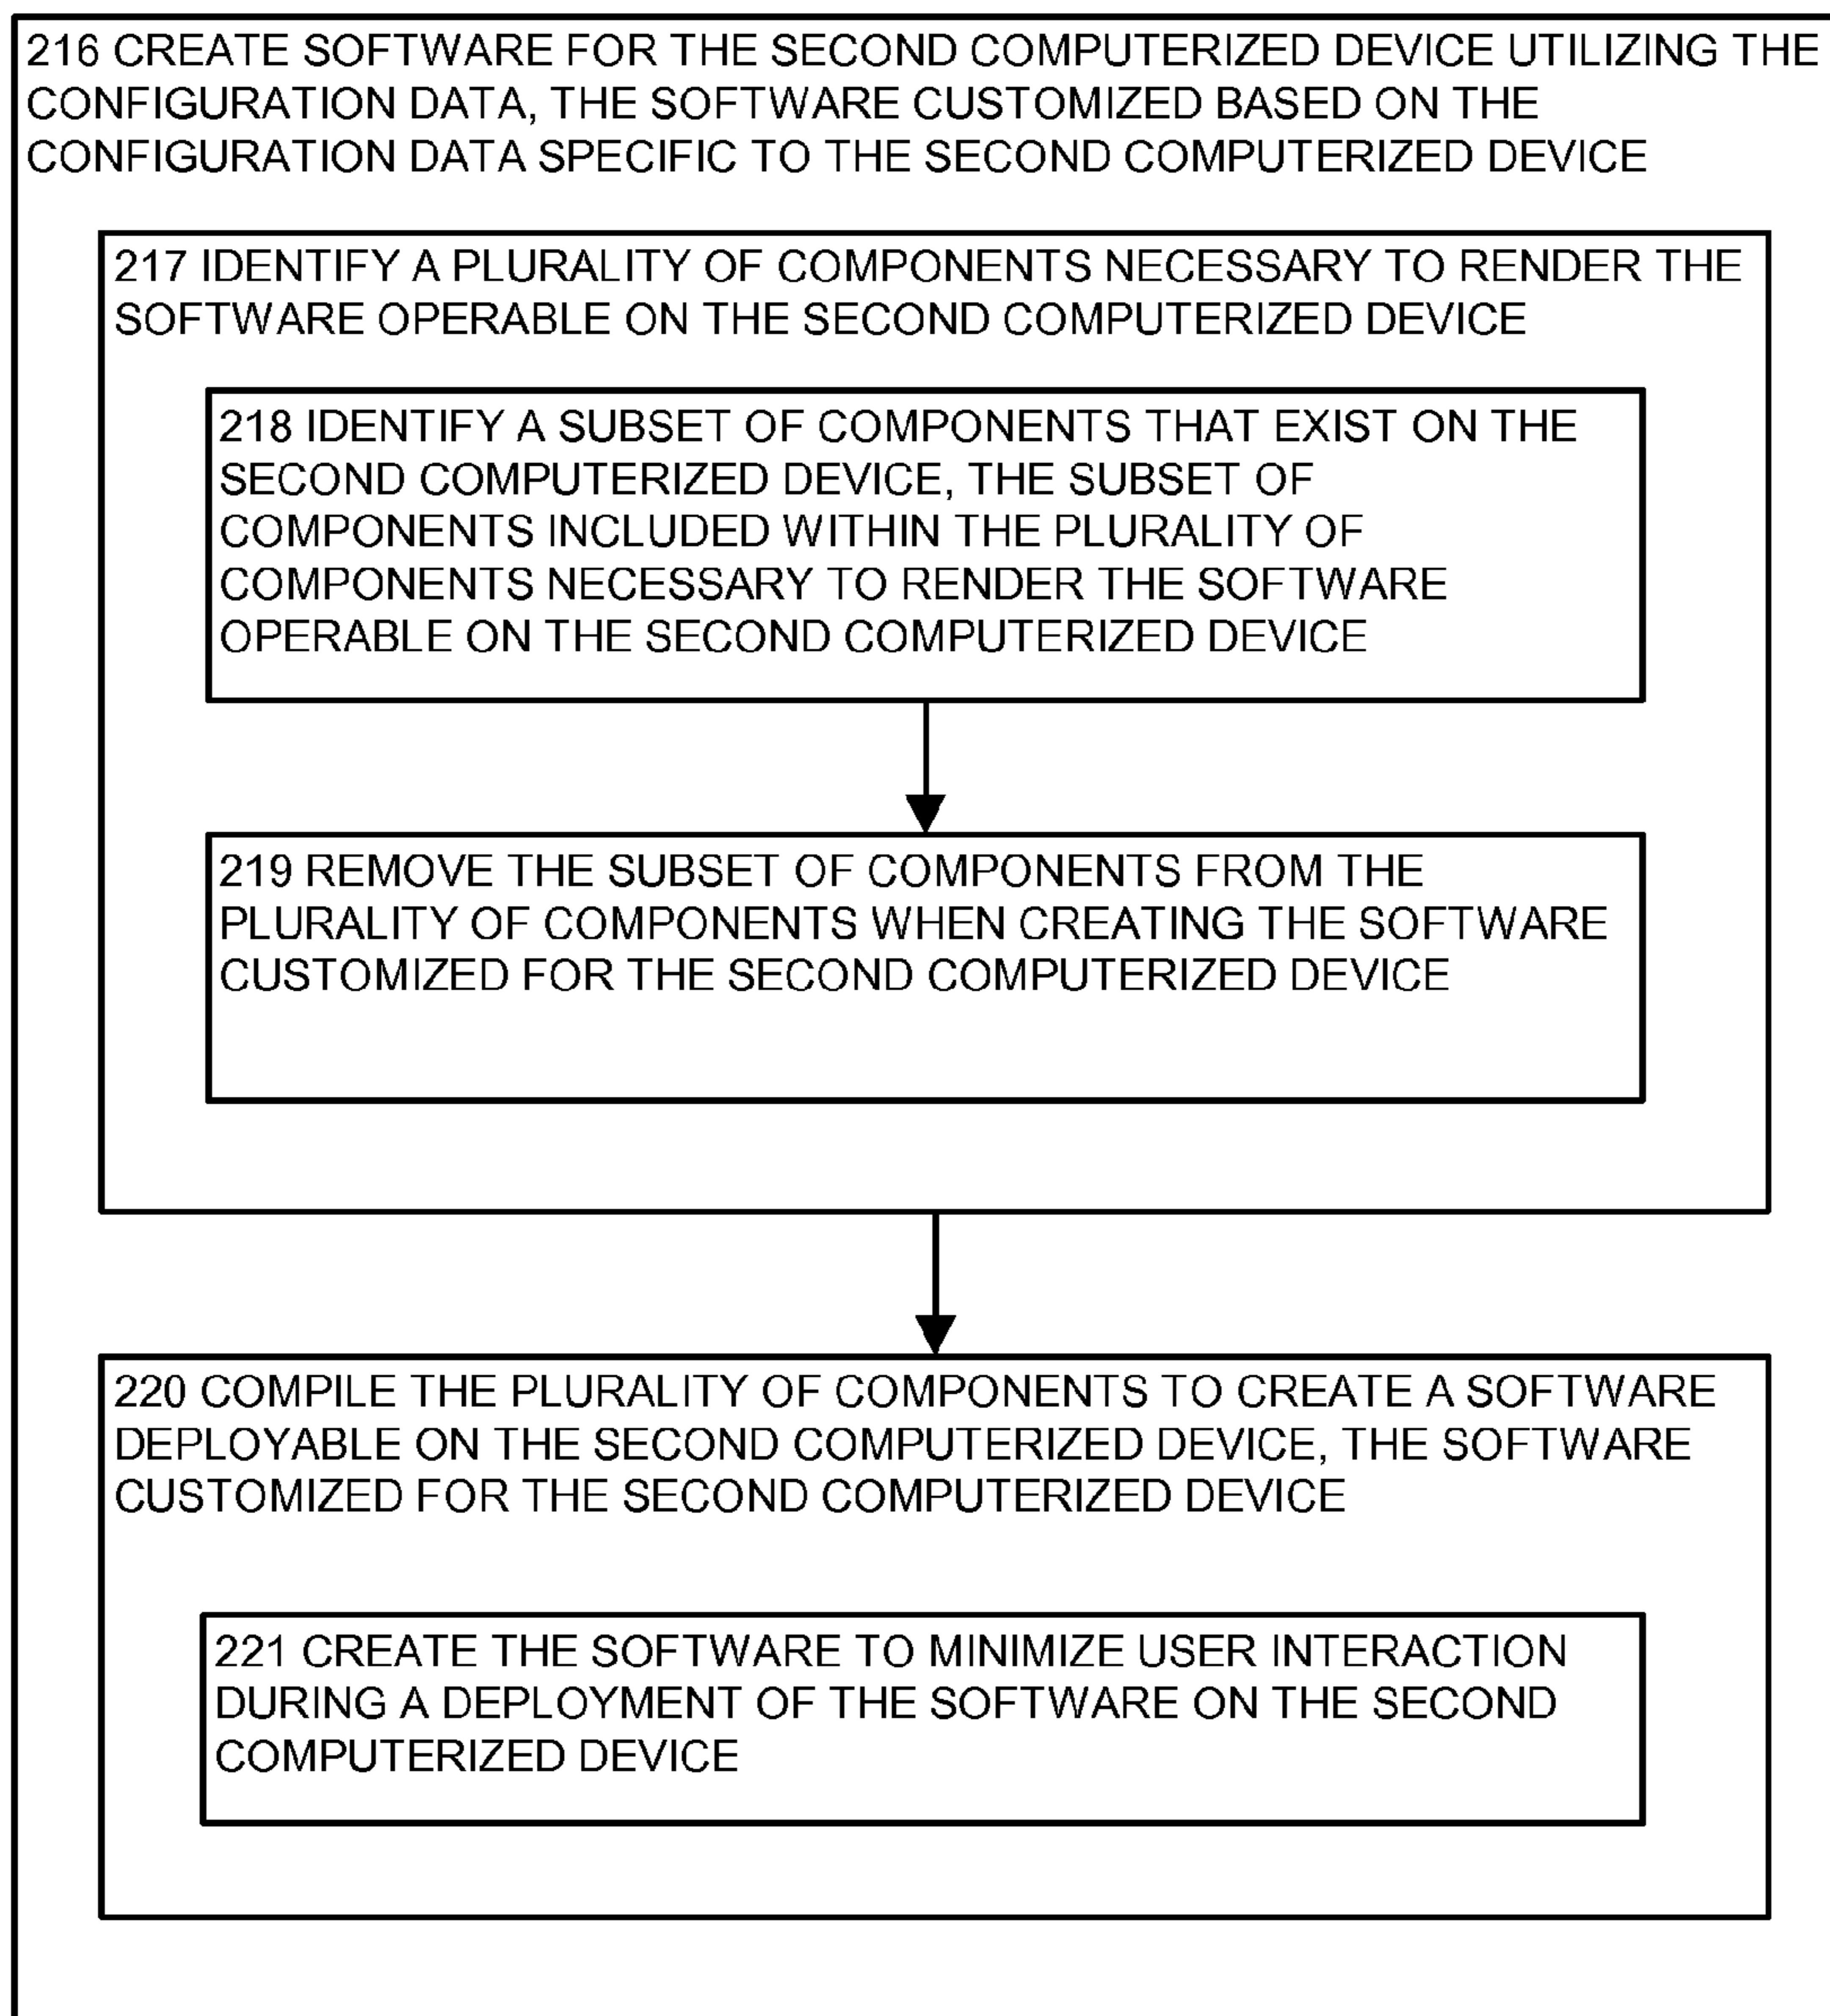 216 CREATE SOFTWARE FOR THE SECOND COMPUTERIZED DEVICE UTILIZING THE
CONFIGURATION DATA, THE SOFTWARE CUSTOMIZED BASED ON THE
CONFIGURATION DATA SPECIFIC TO THE SECOND COMPUTERIZED DEVICE
217 IDENTIFY A PLURALITY OF COMPONENTS NECESSARY TO RENDER THE
SOFTWARE OPERABLE ON THE SECOND COMPUTERIZED DEVICE
218 IDENTIFY A SUBSET OF COMPONENTS THAT EXIST ON THE
SECOND COMPUTERIZED DEVICE, THE SUBSET OF
COMPONENTS INCLUDED WITHIN THE PLURALITY OF
COMPONENTS NECESSARY TO RENDER THE SOFTWARE
OPERABLE ON THE SECOND COMPUTERIZED DEVICE
219 REMOVE THE SUBSET OF COMPONENTS FROM THE
PLURALITY OF COMPONENTS WHEN CREATING THE SOFTWARE
CUSTOMIZED FOR THE SECOND COMPUTERIZED DEVICE
220 COMPILE THE PLURALITY OF COMPONENTS TO CREATE A SOFTWARE
DEPLOYABLE ON THE SECOND COMPUTERIZED DEVICE, THE SOFTWARE
CUSTOMIZED FOR THE SECOND COMPUTERIZED DEVICE
221 CREATE THE SOFTWARE TO MINIMIZE USER INTERACTION
DURING A DEPLOYMENT OF THE SOFTWARE ON THE SECOND
COMPUTERIZED DEVICE